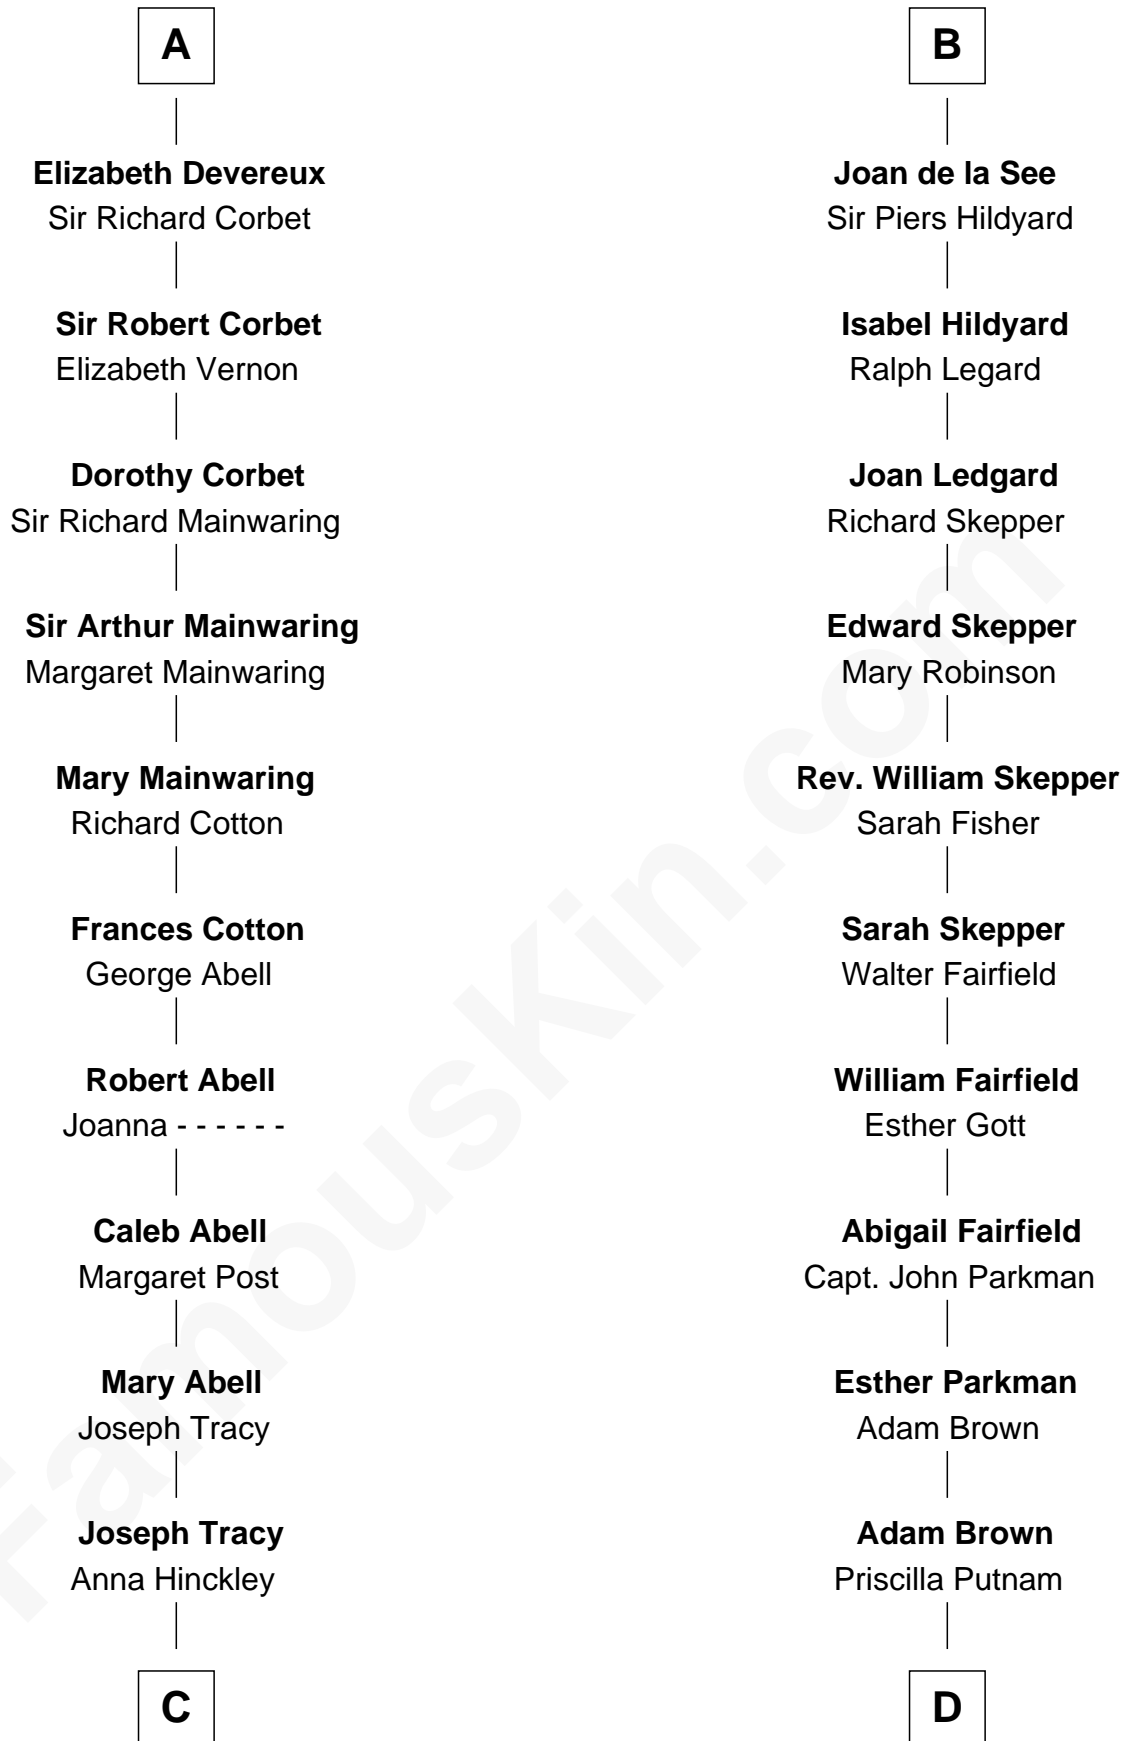 A
Elizabeth Devereux
Sir Richard Corbet
Sir Robert Corbet
Elizabeth Vernon
Dorothy Corbet
Sir Richard Mainwaring
Sir Arthur Mainwaring
Margaret Mainwaring
Mary Mainwaring
Richard Cotton
Frances Cotton
George Abell
Robert Abell
Joanna - - - - - -
Caleb Abell
Margaret Post
Mary Abell
Joseph Tracy
Joseph Tracy
Anna Hinckley
C
B
Joan de la See
Sir Piers Hildyard
Isabel Hildyard
Ralph Legard
Joan Ledgard
Richard Skepper
Edward Skepper
Mary Robinson
Rev. William Skepper
Sarah Fisher
Sarah Skepper
Walter Fairfield
William Fairfield
Esther Gott
Abigail Fairfield
Capt. John Parkman
Esther Parkman
Adam Brown
Adam Brown
Priscilla Putnam
D
FamousKin.com